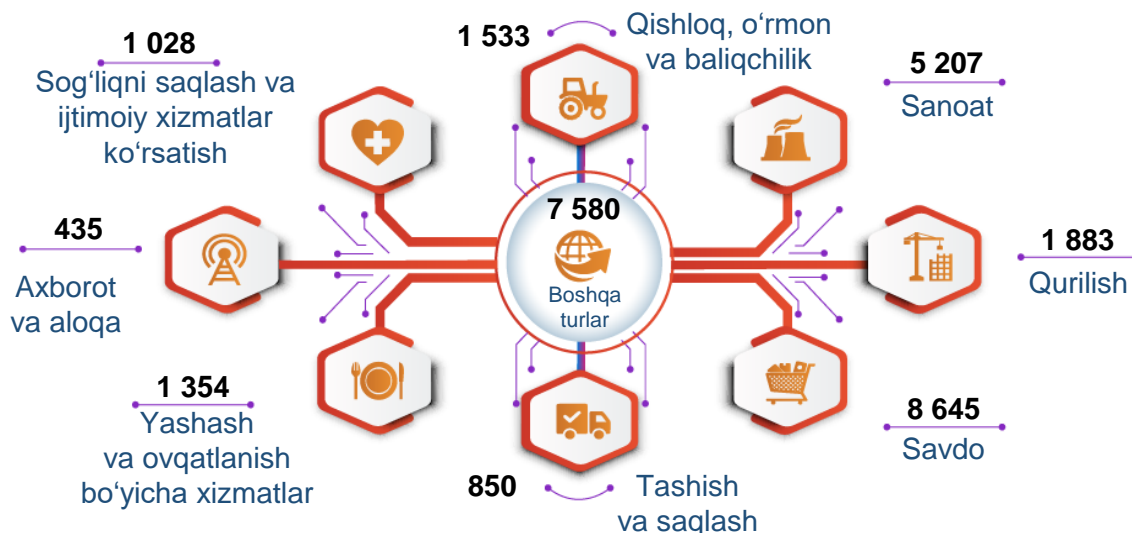 1 028
Sog‘liqni saqlash va
ijtimoiy xizmatlar
ko‘rsatish
1 533
Qishloq, o‘rmon
va baliqchilik
5 207
Sanoat
435
Axborot
va aloqa
7 580
Boshqa
turlar
1 883
Qurilish
1 354
Yashash
va ovqatlanish
bo‘yicha xizmatlar
850
Tashish
va saqlash
8 645
Savdo